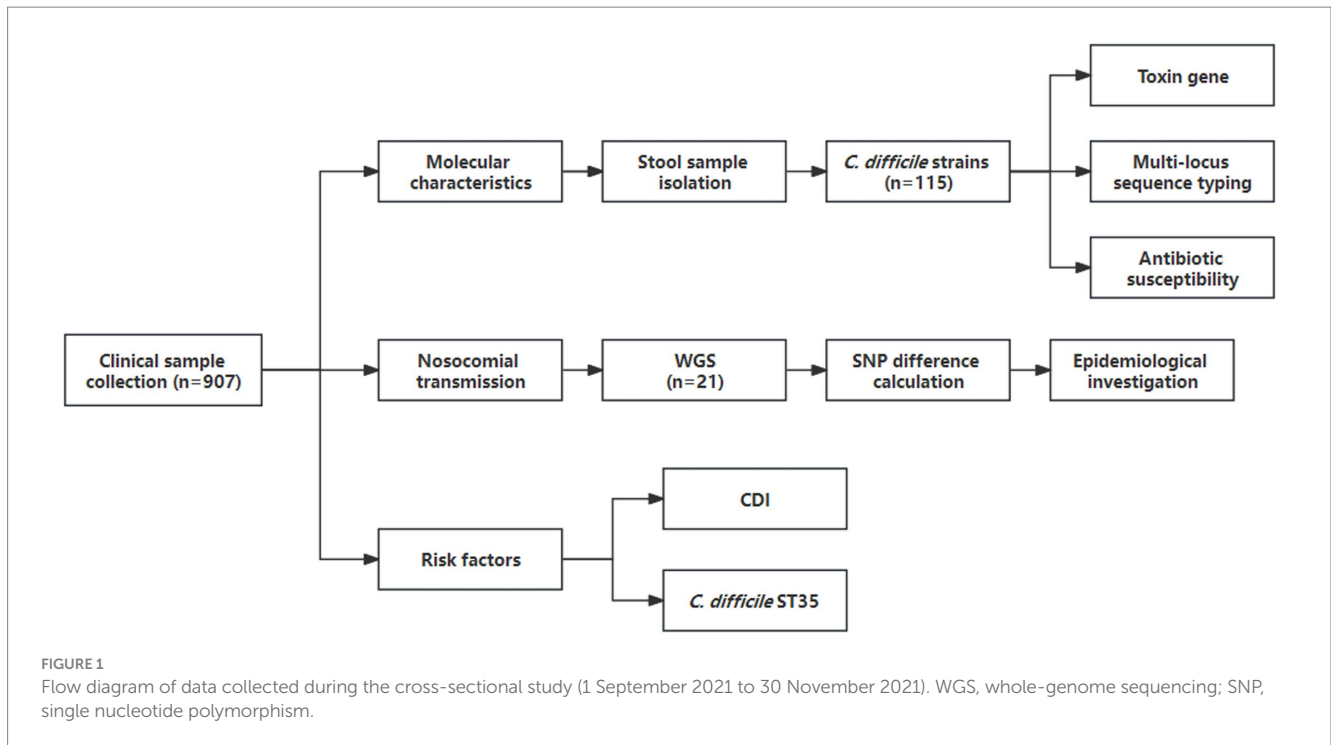 Toxin gene
Molecular
characteristics
Stool sample
isolation
C. difficile strains
(n=115)
Multi-locus
sequence typing
Antibiotic
susceptibility
Clinical sample
collection (n=907)
Nosocomial
transmission
WGS
(n=21)
SNP difference
calculation
Epidemiological
investigation
CDI
Risk factors
C. difficile ST35
FIGURE 1
Flow diagram of data collected during the cross-sectional study (1 September 2021 to 30 November 2021). WGS, whole-genome sequencing; SNP,
single nucleotide polymorphism.